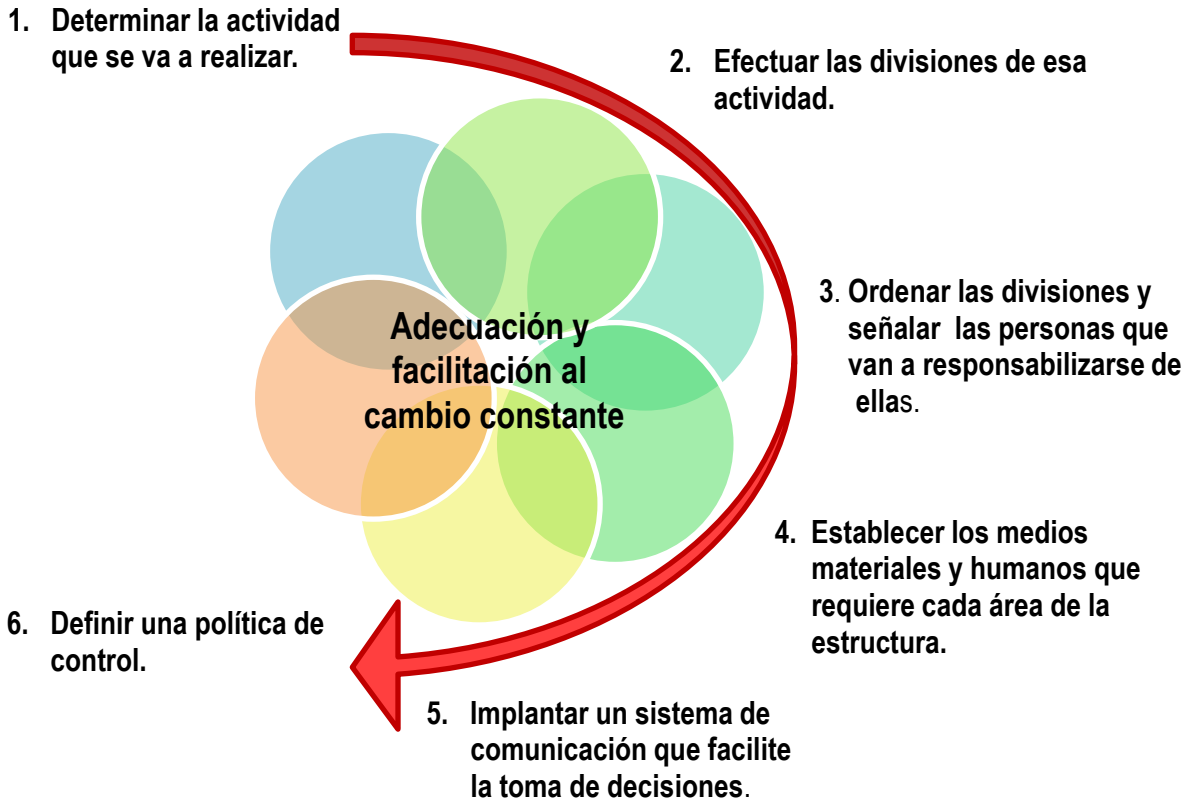 1. Determinar la actividad
que se va a realizar.
2. Efectuar las divisiones de esa
actividad.
3. Ordenar las divisiones y
señalar las personas que
van a responsabilizarse de
ellas.
Adecuación y
facilitación al
cambio constante
4. Establecer los medios
materiales y humanos que
requiere cada área de la
estructura.
5. Implantar un sistema de
comunicación que facilite
la toma de decisiones.
6. Definir una política de
control.